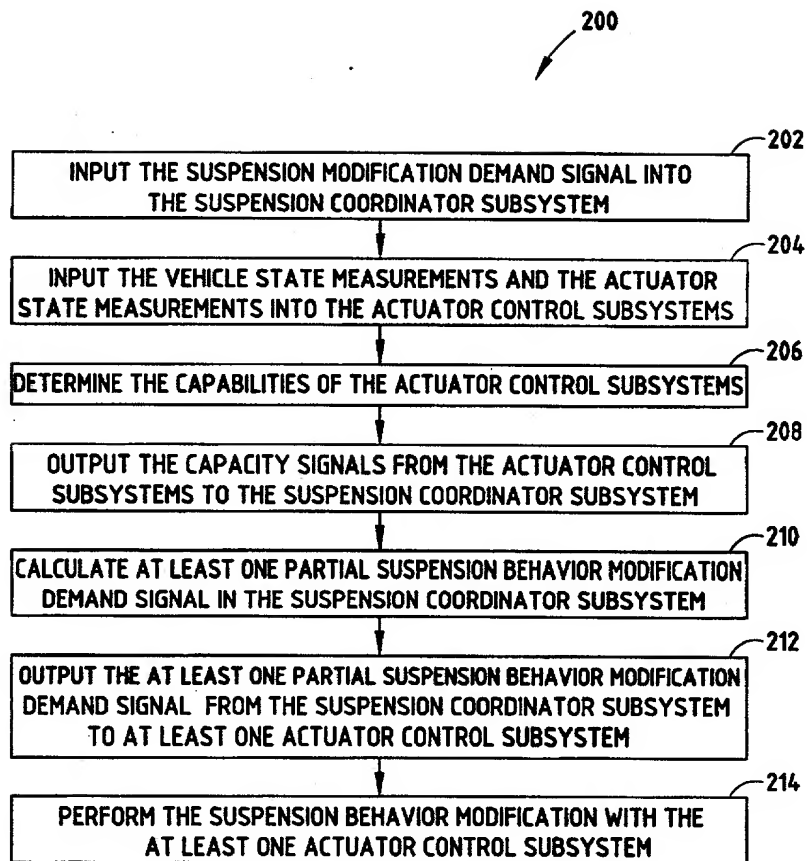 200
202
INPUT THE SUSPENSION MODIFICATION DEMAND SIGNAL INTO
THE SUSPENSION COORDINATOR SUBSYSTEM
204
INPUT THE VEHICLE STATE MEASUREMENTS AND THE ACTUATOR
STATE MEASUREMENTS INTO THE ACTUATOR CONTROL SUBSYSTEMS
206
DETERMINE THE CAPABILITIES OF THE ACTUATOR CONTROL SUBSYSTEMS
208
OUTPUT THE CAPACITY SIGNALS FROM THE ACTUATOR CONTROL
SUBSYSTEMS TO THE SUSPENSION COORDINATOR SUBSYSTEM
210
CALCULATE AT LEAST ONE PARTIAL SUSPENSION BEHAVIOR MODIFICATION
DEMAND SIGNAL IN THE SUSPENSION COORDINATOR SUBSYSTEM
212
OUTPUT THE AT LEAST ONE PARTIAL SUSPENSION BEHAVIOR MODIFICATION
DEMAND SIGNAL FROM THE SUSPENSION COORDINATOR SUBSYSTEM
TO AT LEAST ONE ACTUATOR CONTROL SUBSYSTEM
214
PERFORM THE SUSPENSION BEHAVIOR MODIFICATION WITH THE
AT LEAST ONE ACTUATOR CONTROL SUBSYSTEM